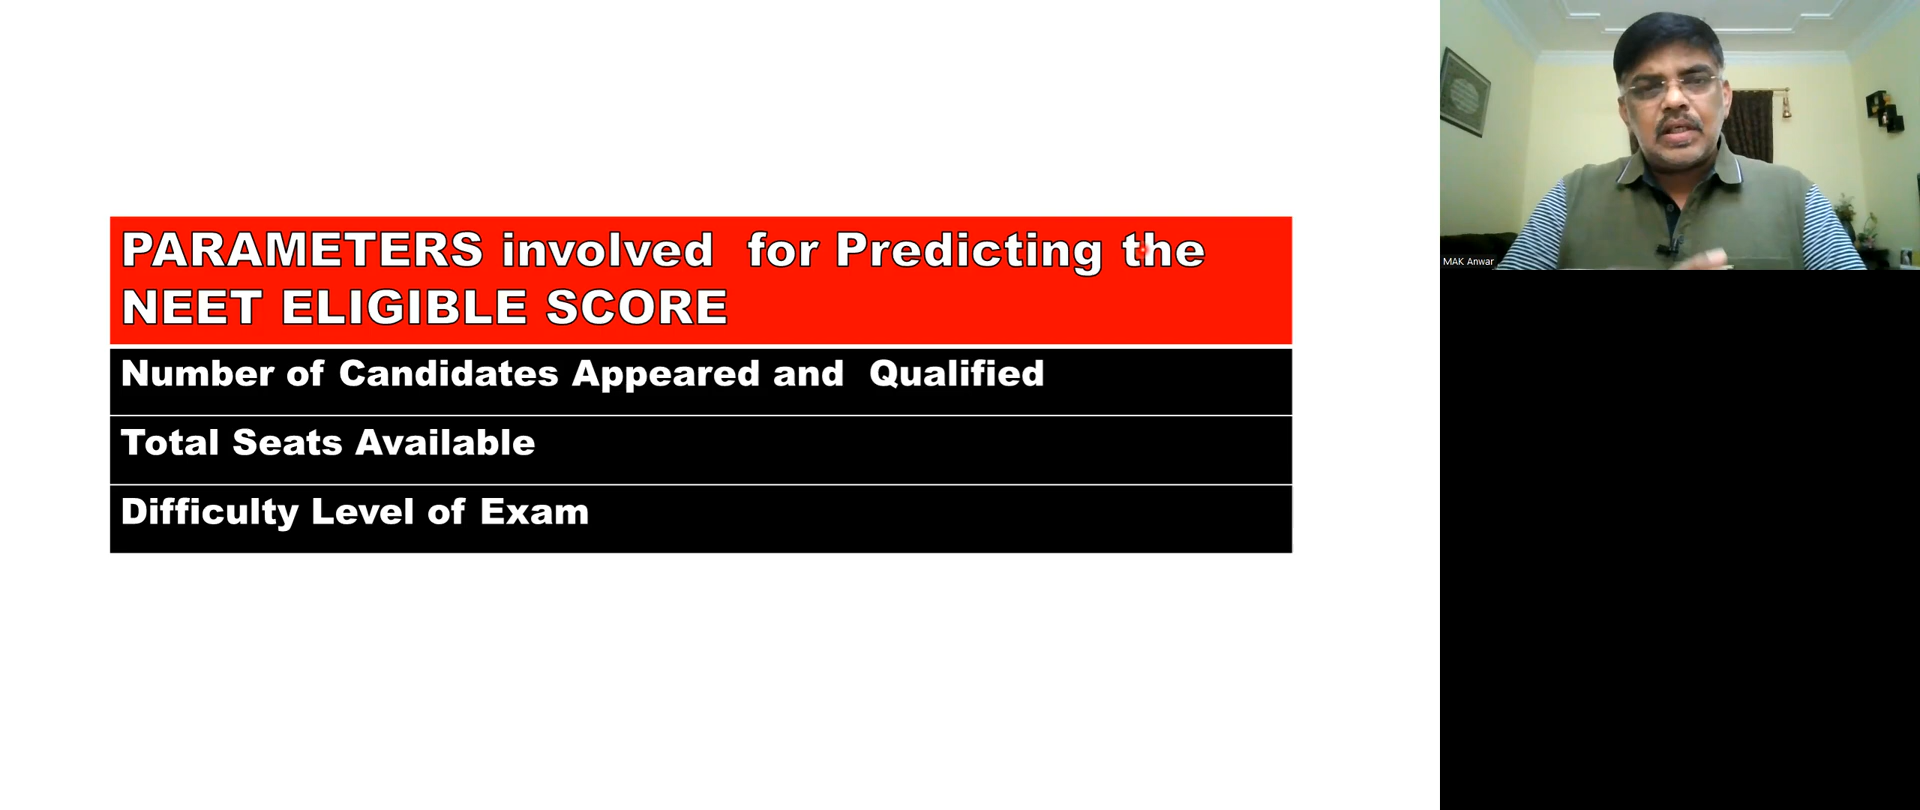 PARAMETERS involved for Predicting the
NEET ELIGIBLE SCORE
Number of Candidates Appeared and Qualified
Total Seats Available
Difficulty Level of Exam
MAK Anwar